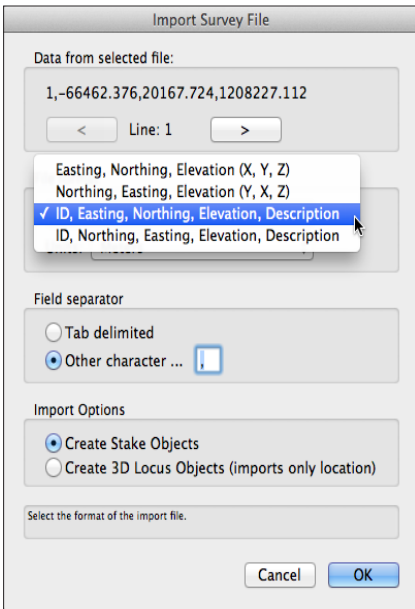 Import Survey File
Data from selected file:
1,-66462.376,20167.724,1208227.112
< Line: 1 >
Easting, Northing, Elevation (X, Y, Z)
Northing, Easting, Elevation (Y, X, Z)
✓ ID, Easting, Northing, Elevation, Description
ID, Northing, Easting, Elevation, Description
Field separator
Tab delimited
Other character ... ,
Import Options
Create Stake Objects
Create 3D Locus Objects (imports only location)
Select the format of the import file.
Cancel OK